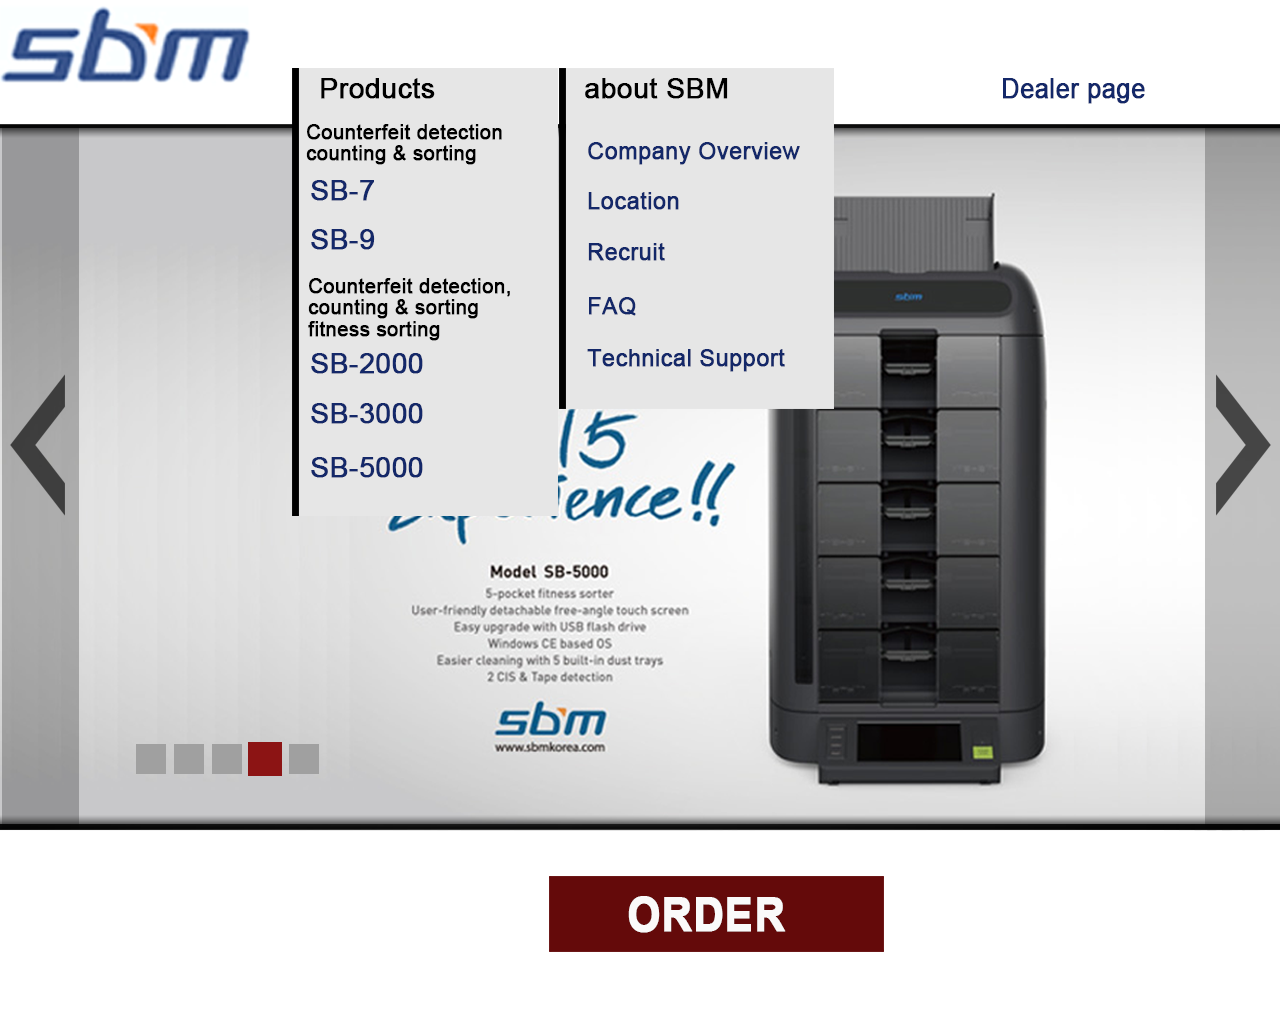 sbm
Products
about SBM
Dealer page
Counterfeit detection
counting & sorting
SB-7
SB-9
Counterfeit detection,
counting & sorting
fitness sorting
SB-2000
SB-3000
SB-5000
Company Overview
Location
Recruit
FAQ
Technical Support
sbm
15
Model SB-5000
5-pocket fitness sorter
User-friendly detachable free-angle touch screen
Easy upgrade with USB flash drive
Windows CE based OS
Easier cleaning with 5 built-in dust trays
2 CIS & Tape detection
sbm
www.sbmkorea.com
ORDER